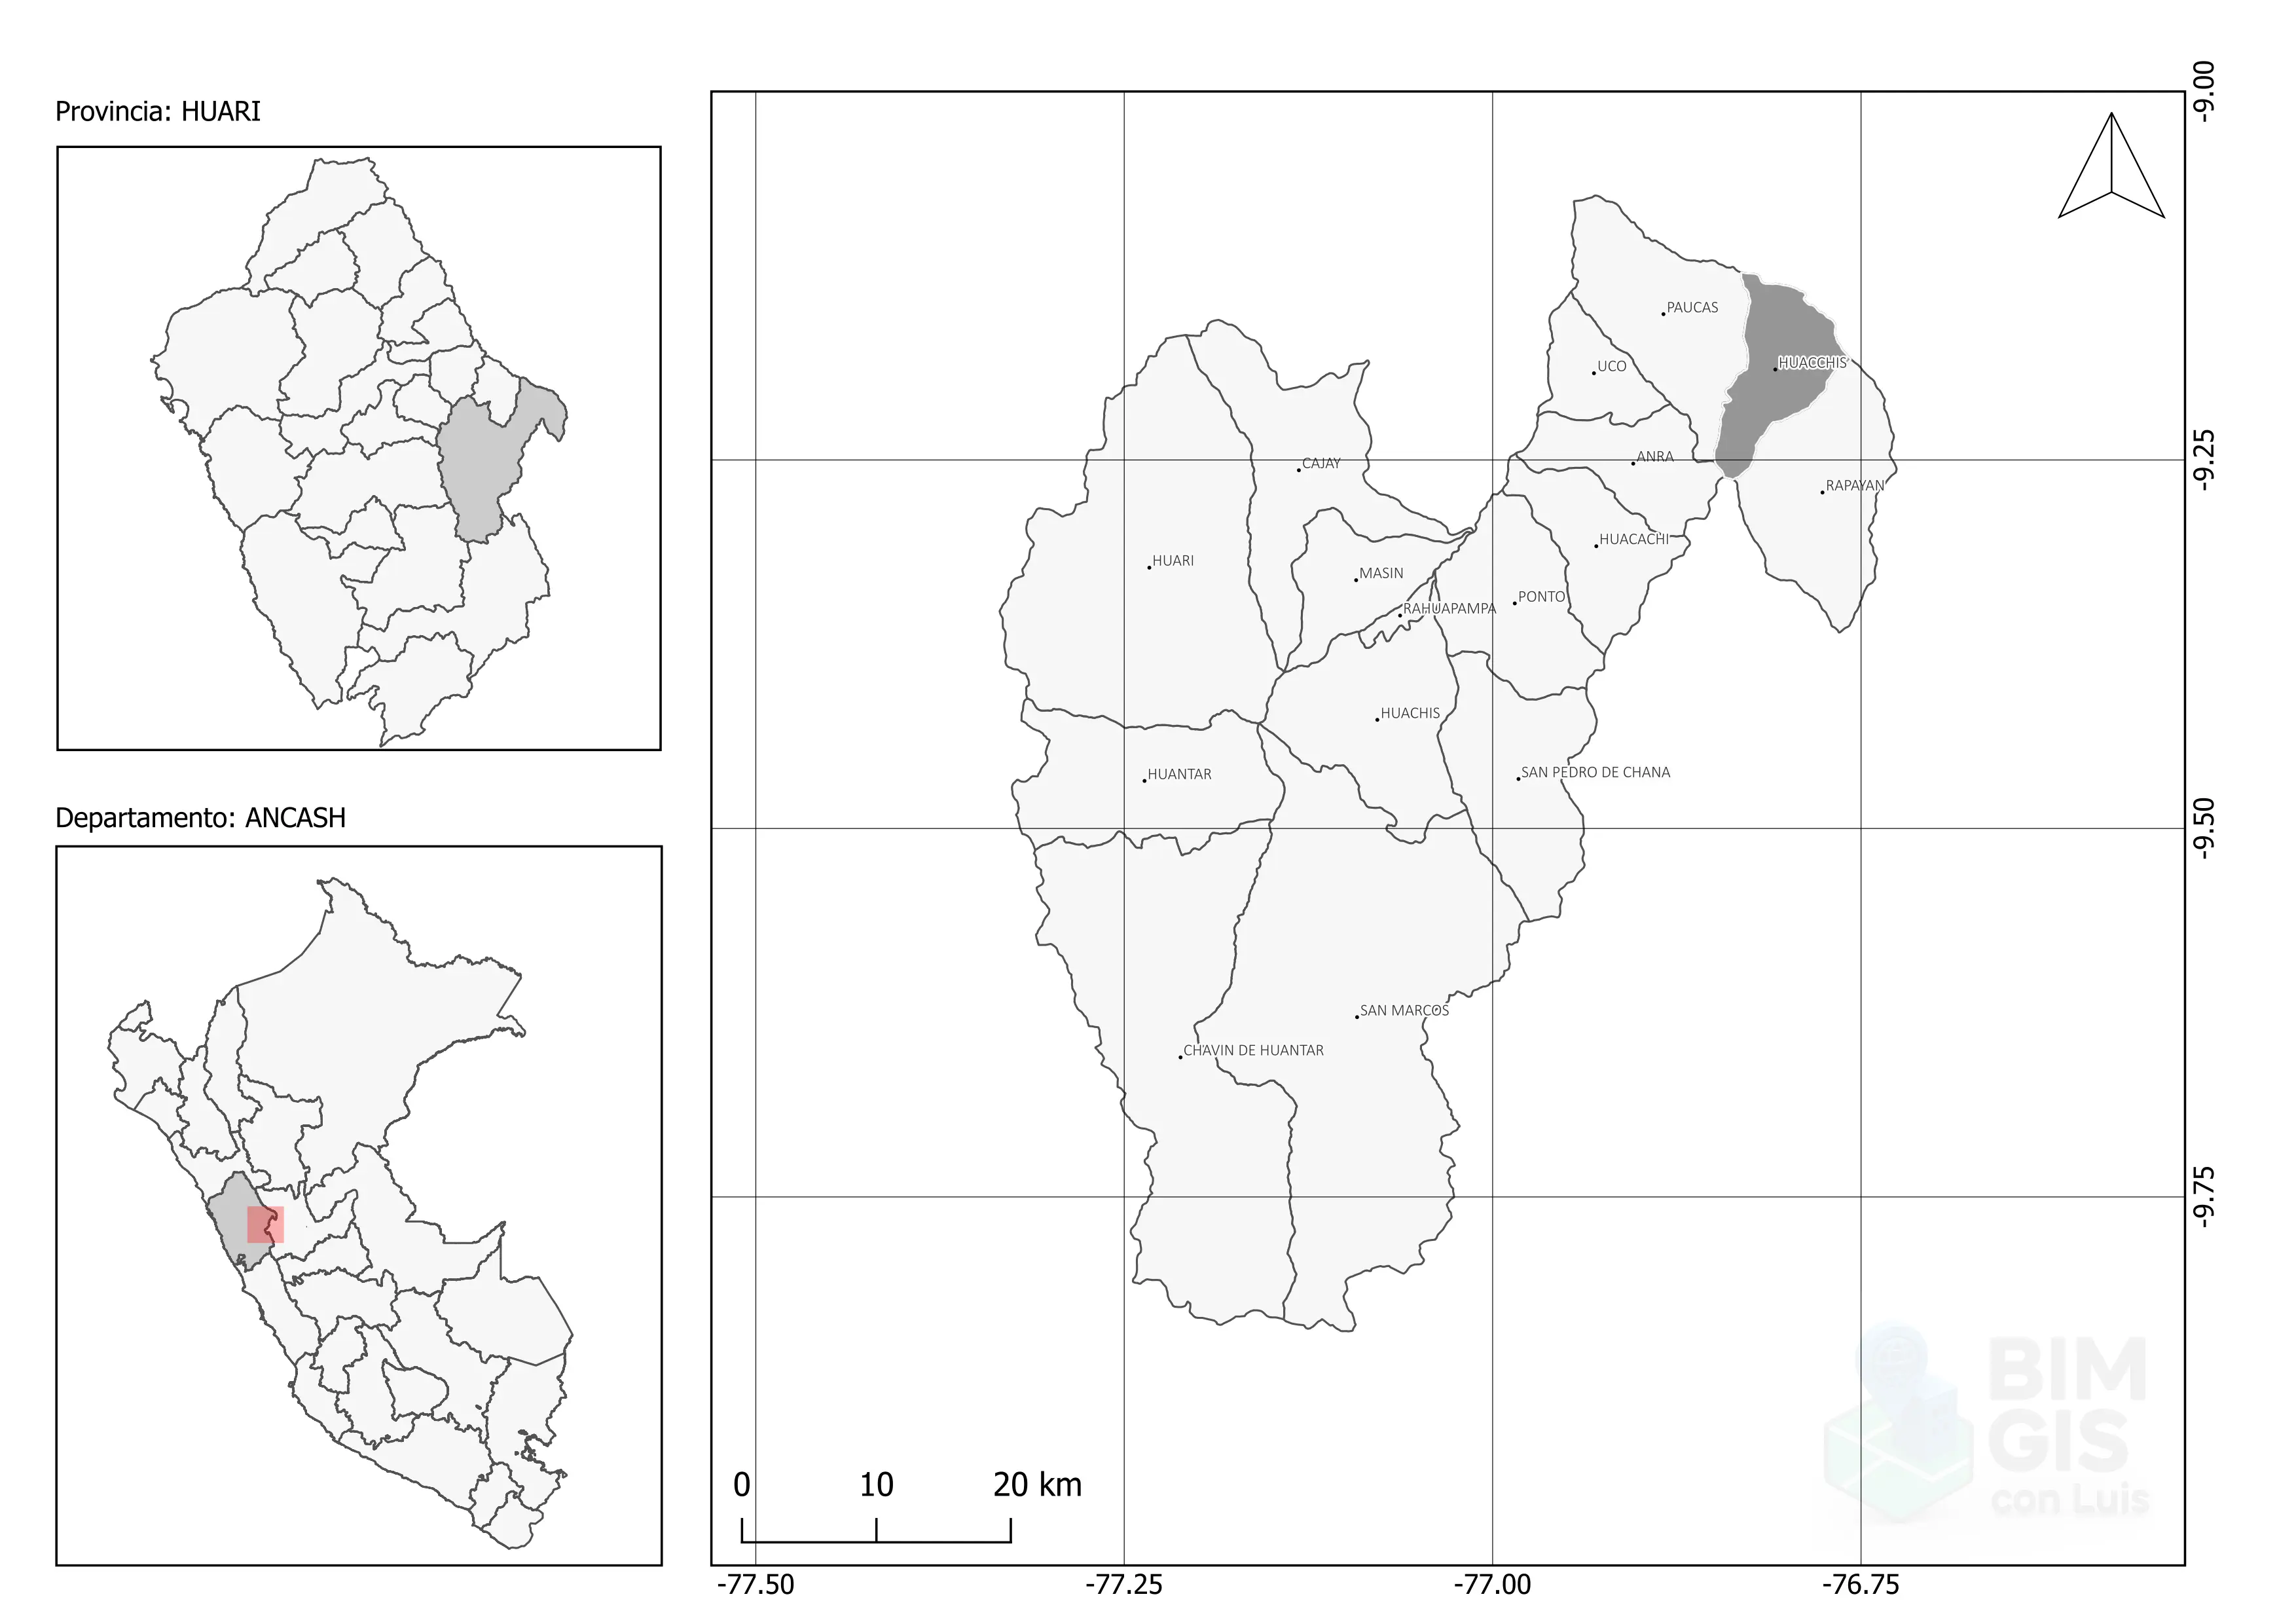 Provincia: HUARI
Departamento: ANCASH
-9.00
-9.25
-9.50
-9.75
PAUCAS
HUACCHIS
UCO
ANRA
CAJAY
RAPAYAN
HUACACHI
HUARI
MASIN
PONTO
RAHUAPAMPA
HUACHIS
SAN PEDRO DE CHANA
HUANTAR
SAN MARCOS
CHAVIN DE HUANTAR
BIM
GIS
con Luis
0 10 20 km
-77.50 -77.25 -77.00 -76.75